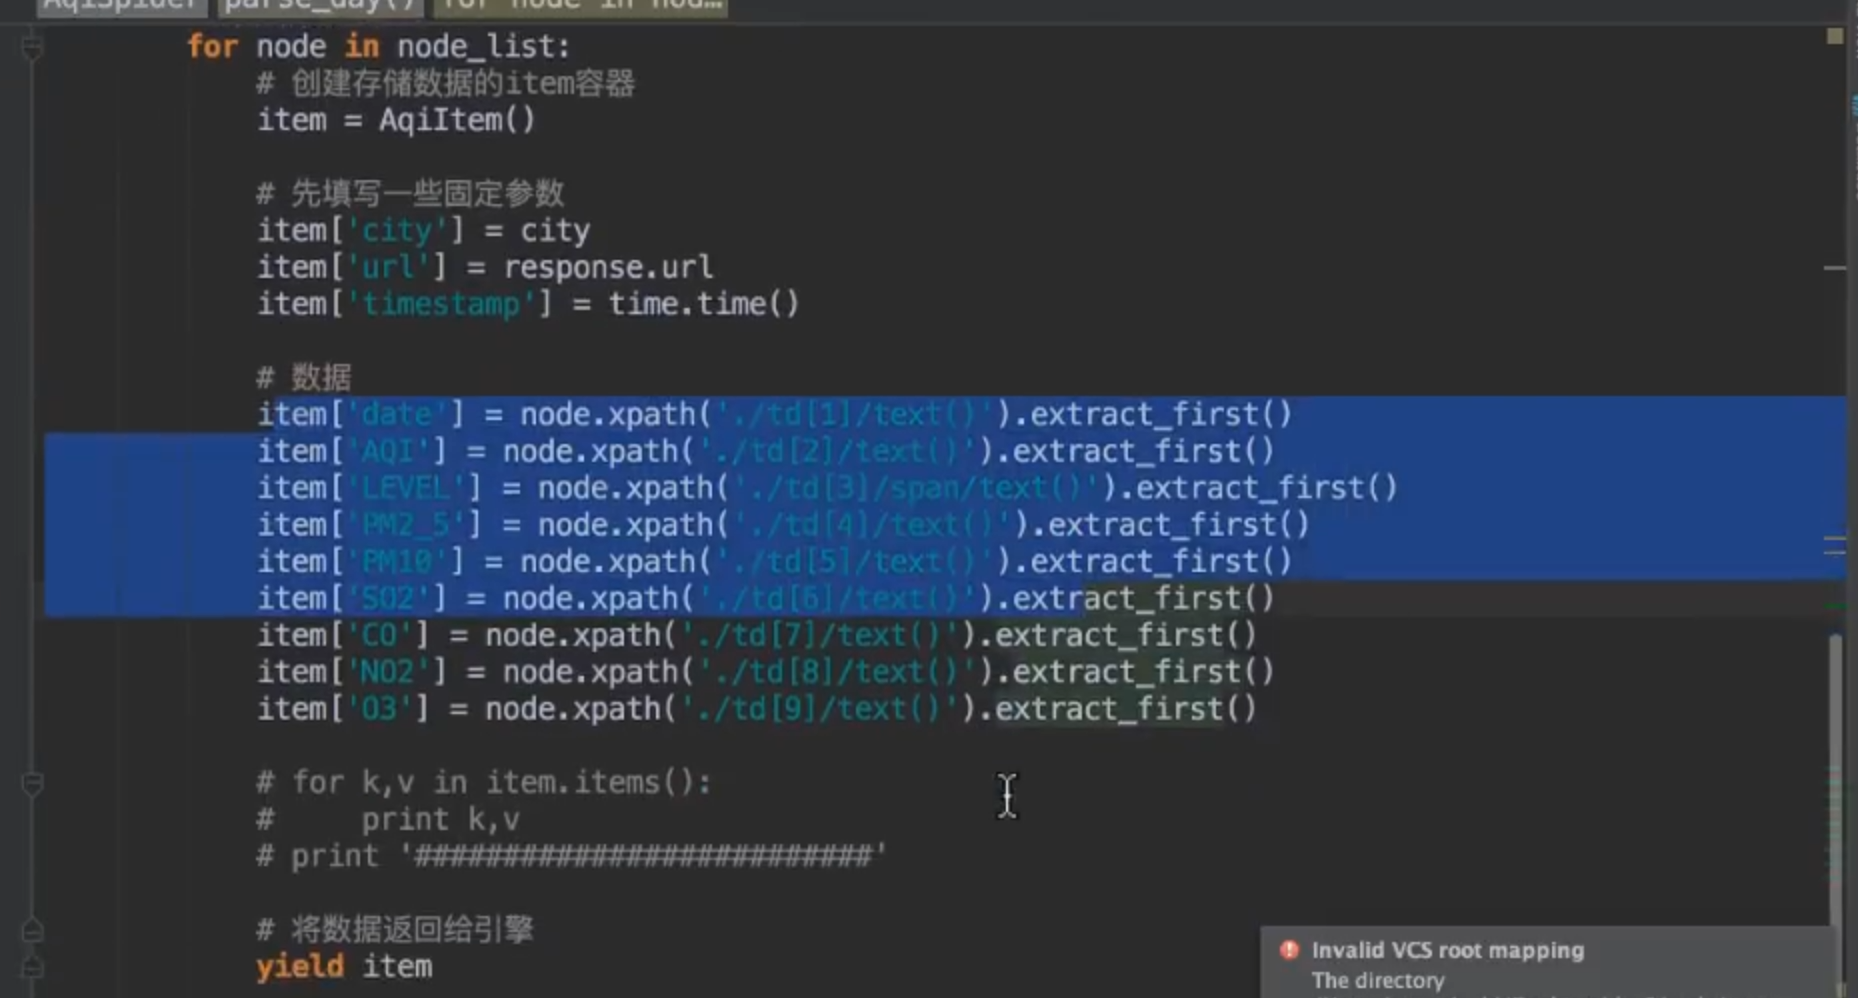 AqiSpider parse_day() for node in nod…
for node in node_list:
# 创建存储数据的item容器
item = AqiItem()
# 先填写一些固定参数
item['city'] = city
item['url'] = response.url
item['timestamp'] = time.time()
# 数据
item['date'] = node.xpath('./td[1]/text()').extract_first()
item['AQI'] = node.xpath('./td[2]/text()').extract_first()
item['LEVEL'] = node.xpath('./td[3]/span/text()').extract_first()
item['PM2_5'] = node.xpath('./td[4]/text()').extract_first()
item['PM10'] = node.xpath('./td[5]/text()').extract_first()
item['SO2'] = node.xpath('./td[6]/text()').extract_first()
item['CO'] = node.xpath('./td[7]/text()').extract_first()
item['NO2'] = node.xpath('./td[8]/text()').extract_first()
item['O3'] = node.xpath('./td[9]/text()').extract_first()
# for k,v in item.items():
#     print k,v
# print '##########################'
# 将数据返回给引擎
yield item
Invalid VCS root mapping
The directory